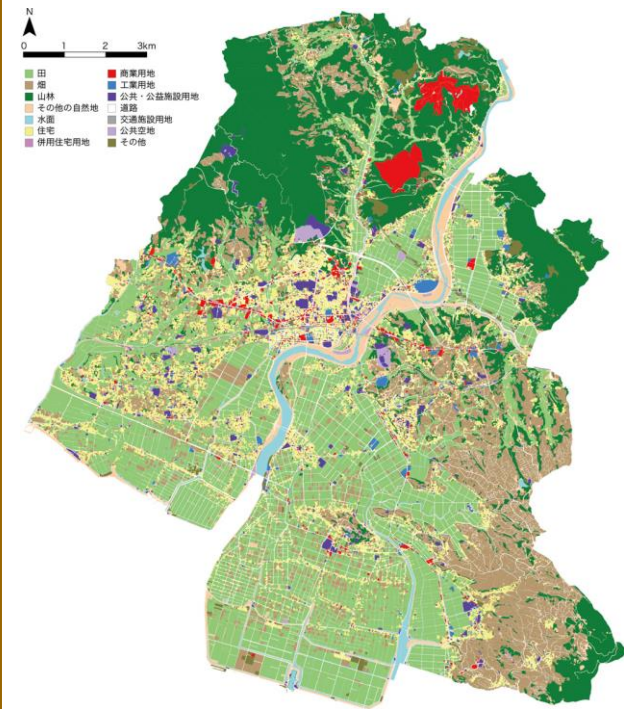 N
0 1 2 3km
田
畑
山林
その他の自然地
水面
住宅
併用住宅用地
商業用地
工業用地
公共・公益施設用地
道路
交通施設用地
公共空地
その他